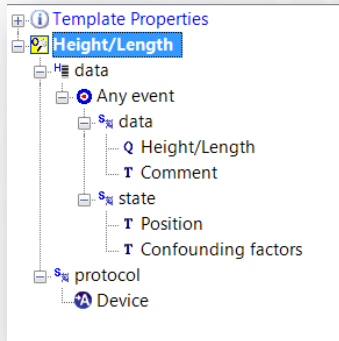 Template Properties
Height/Length
data
Any event
data
Height/Length
Comment
state
Position
Confounding factors
protocol
Device